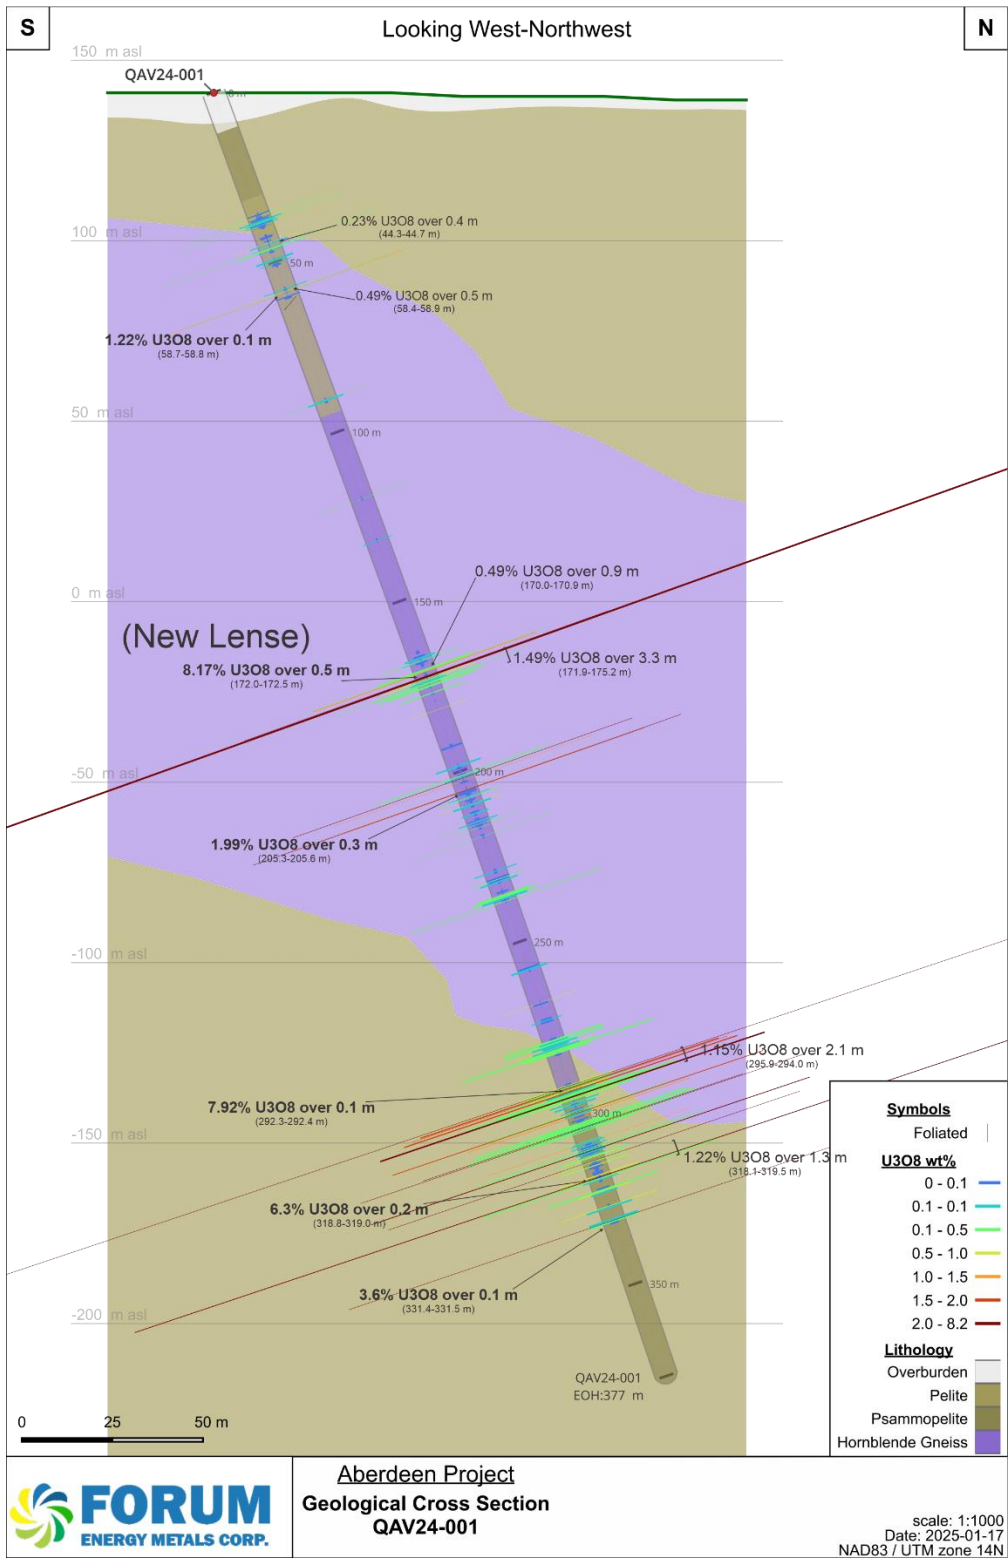 S
Looking West-Northwest
N
150 m asl
QAV24-001
0 m
0.23% U3O8 over 0.4 m
(44.3-44.7 m)
100 m asl
50 m
0.49% U3O8 over 0.5 m
(58.4-58.9 m)
1.22% U3O8 over 0.1 m
(58.7-58.8 m)
50 m asl
100 m
0.49% U3O8 over 0.9 m
(170.0-170.9 m)
0 m asl
150 m
(New Lense)
1.49% U3O8 over 3.3 m
(171.9-175.2 m)
8.17% U3O8 over 0.5 m
(172.0-172.5 m)
-50 m asl
200 m
1.99% U3O8 over 0.3 m
(205.3-205.6 m)
250 m
-100 m asl
1.15% U3O8 over 2.1 m
(295.9-294.0 m)
7.92% U3O8 over 0.1 m
(292.3-292.4 m)
300 m
-150 m asl
1.22% U3O8 over 1.3 m
(318.1-319.5 m)
6.3% U3O8 over 0.2 m
(318.8-319.0 m)
3.6% U3O8 over 0.1 m
(331.4-331.5 m)
350 m
-200 m asl
QAV24-001
EOH:377 m
0 25 50 m
Symbols
Foliated
U3O8 wt%
0 - 0.1
0.1 - 0.1
0.1 - 0.5
0.5 - 1.0
1.0 - 1.5
1.5 - 2.0
2.0 - 8.2
Lithology
Overburden
Pelite
Psammopelite
Hornblende Gneiss
FORUM
ENERGY METALS CORP.
Aberdeen Project
Geological Cross Section
QAV24-001
scale: 1:1000
Date: 2025-01-17
NAD83 / UTM zone 14N